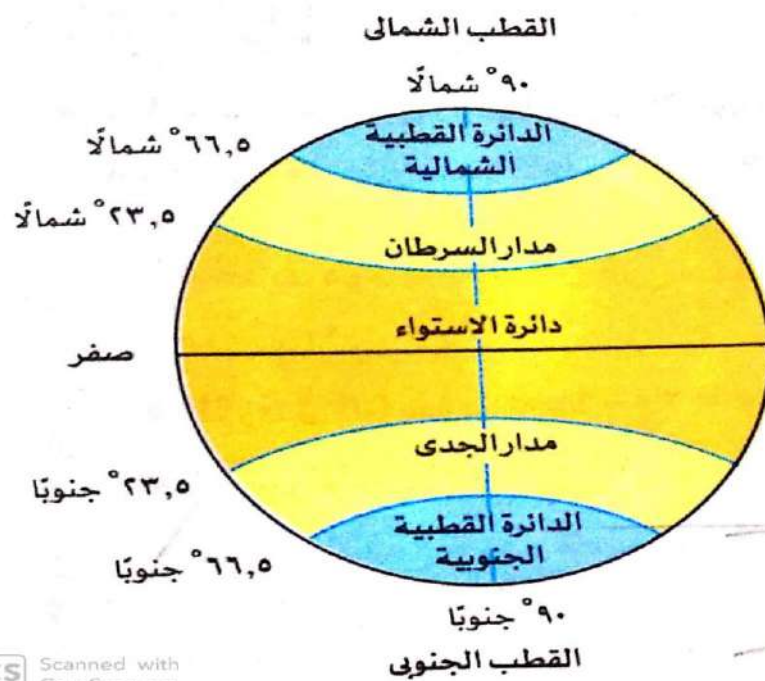 القطب الشمالى
٩٠° شمالًا
الدائرة القطبية
الشمالية
٦٦,٥° شمالًا
٢٣,٥° شمالًا
مدار السرطان
دائرة الاستواء
صفر
مدار الجدى
٢٣,٥° جنوبًا
الدائرة القطبية
الجنوبية
٦٦,٥° جنوبًا
٩٠° جنوبًا
القطب الجنوبى
CS Scanned with